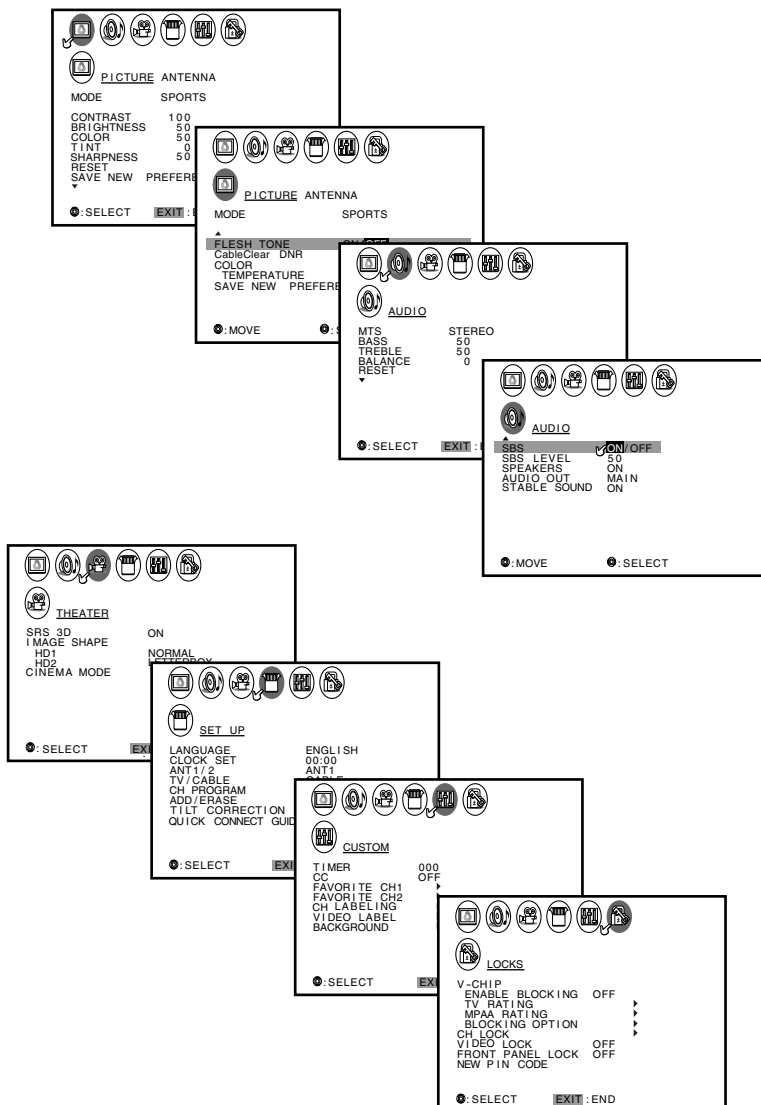 PICTURE ANTENNA
MODE SPORTS
CONTRAST 100
BRIGHTNESS 50
COLOR 50
TINT 0
SHARPNESS 50
RESET
SAVE NEW
:SELECT EXIT :
PICTURE ANTENNA
MODE SPORTS
FLESH TONE
CableClear DNR
COLOR
TEMPERATURE
SAVE NEW
:MOVE
AUDIO
MTS STEREO
BASS 50
TREBLE 50
BALANCE 0
RESET
:SELECT EXIT :
AUDIO
SBS ON/OFF
SBS LEVEL 50
SPEAKERS ON
AUDIO OUT MAIN
STABLE SOUND ON
:MOVE :SELECT
THEATER
SRS 3D ON
IMAGE SHAPE
HD1 NORMAL
HD2 LETTERBOX
CINEMA MODE
:SELECT
SET UP
LANGUAGE ENGLISH
CLOCK SET 00:00
ANT1/2 ANT1
TV/CABLE CABLE
CH PROGRAM
ADD/ERASE
TILT CORRECTION
QUICK CONNECT
:SELECT
CUSTOM
TIMER 000
CC OFF
FAVORITE CH1
FAVORITE CH2
CH LABELING
VIDEO LABEL
BACKGROUND
:SELECT
LOCKS
V-CHIP
ENABLE BLOCKING OFF
TV RATING
MPAA RATING
BLOCKING OPTION
CH LOCK
VIDEO LOCK OFF
FRONT PANEL LOCK OFF
NEW PIN CODE
:SELECT EXIT :END